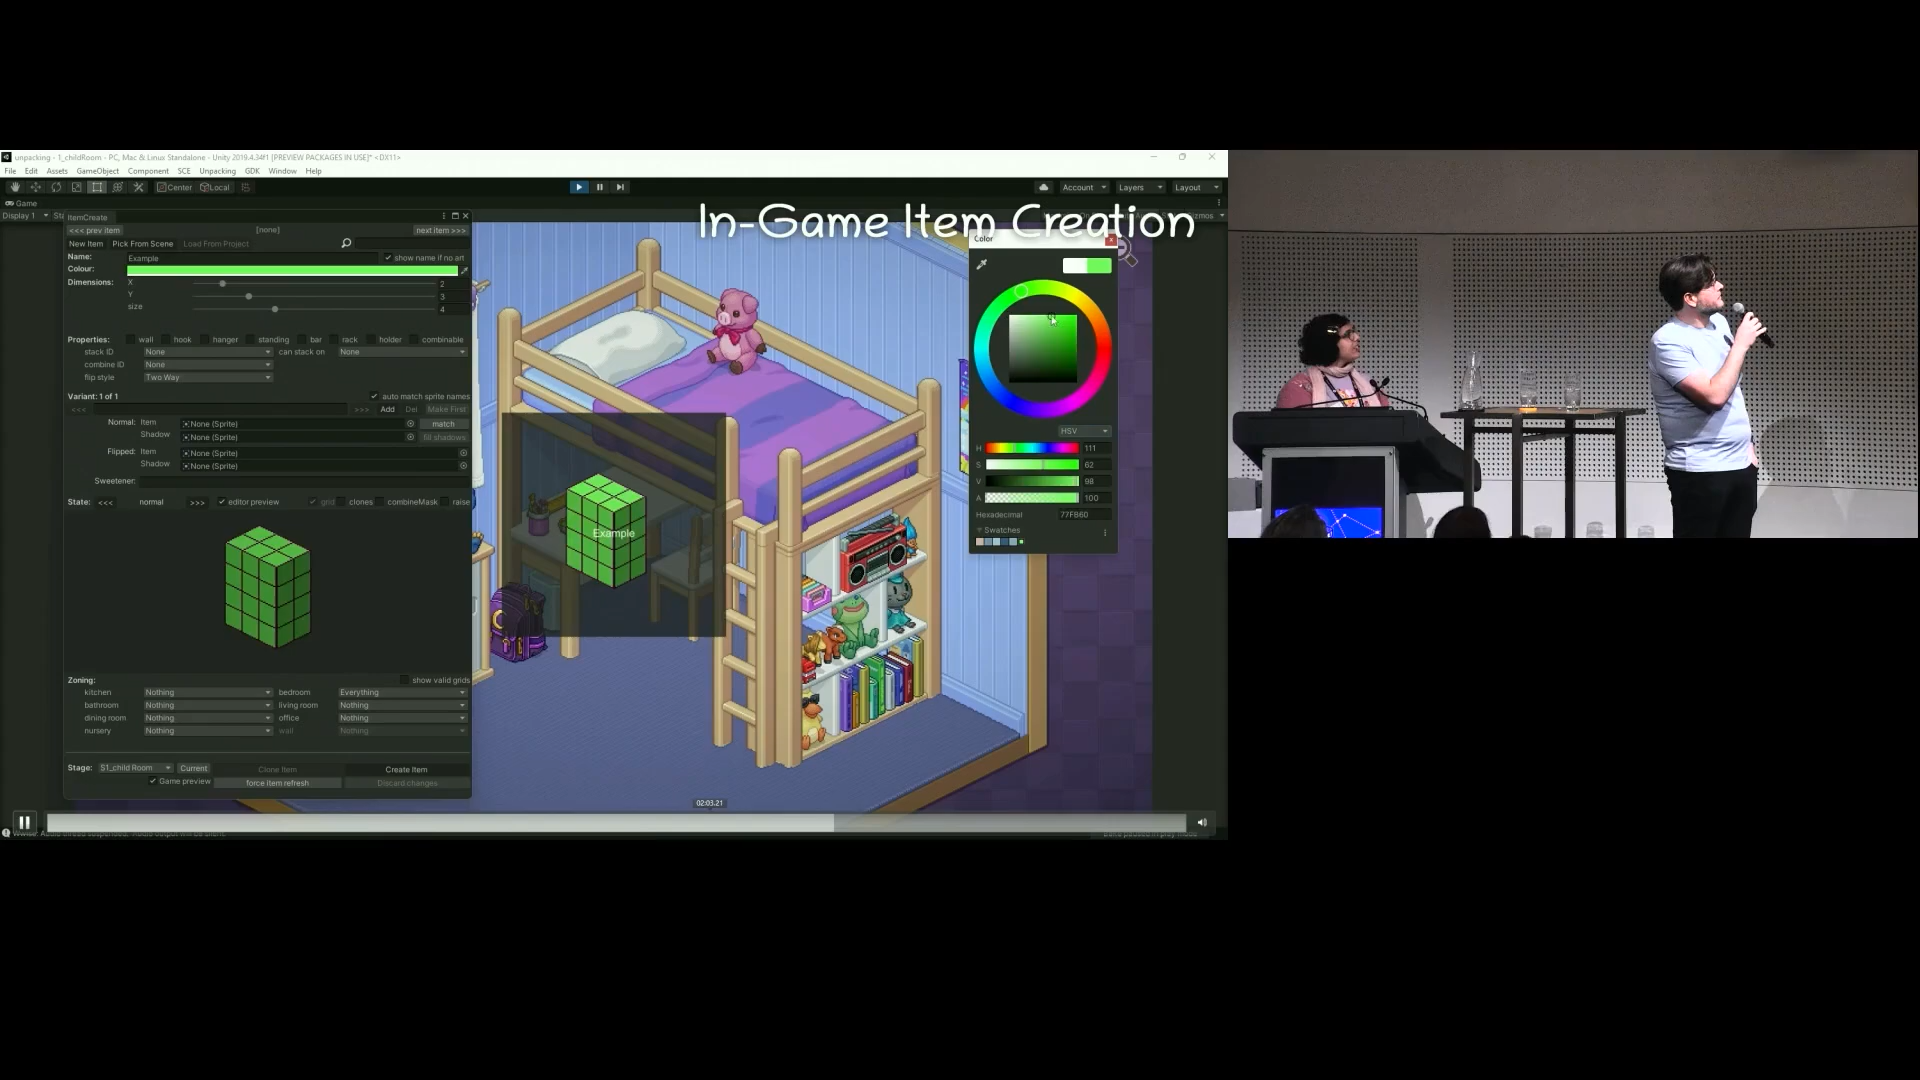 unpacking - 1_childRoom - PC, Mac & Linux Standalone - Unity 2019.4.34f1 [PREVIEW PACKAGES IN USE]* <DX11>
File Edit Assets GameObject Component SCE Unpacking GDK Window Help
Center Local
Account Layers Layout
Game
Display 1
In-Game Item Creation
ItemCreate
<<< prev item [none] next item >>>
New Item Pick From Scene Load From Project
Name: Example show name if no art
Colour:
Dimensions: X 2
Y 3
size 4
Properties: wall hook hanger standing bar rack holder combinable
stack ID None can stack on None
combine ID None
flip style Two Way
Variant: 1 of 1 auto match sprite names
<<< >>> Add Del Make First
Normal: Item None (Sprite) match
Shadow None (Sprite) fill shadows
Flipped: Item None (Sprite)
Shadow None (Sprite)
Sweetener:
State: <<< normal >>> editor preview grid clones combineMask raise
Zoning: show valid grids
kitchen Nothing bedroom Everything
bathroom Nothing living room Nothing
dining room Nothing office Nothing
nursery Nothing wall Nothing
Stage: S1_child Room Current Clone Item Create Item
Game preview force item refresh Discard changes
Example
Color
HSV
H 111
S 62
V 98
A 100
Hexadecimal 77FB60
Swatches
02:03.21